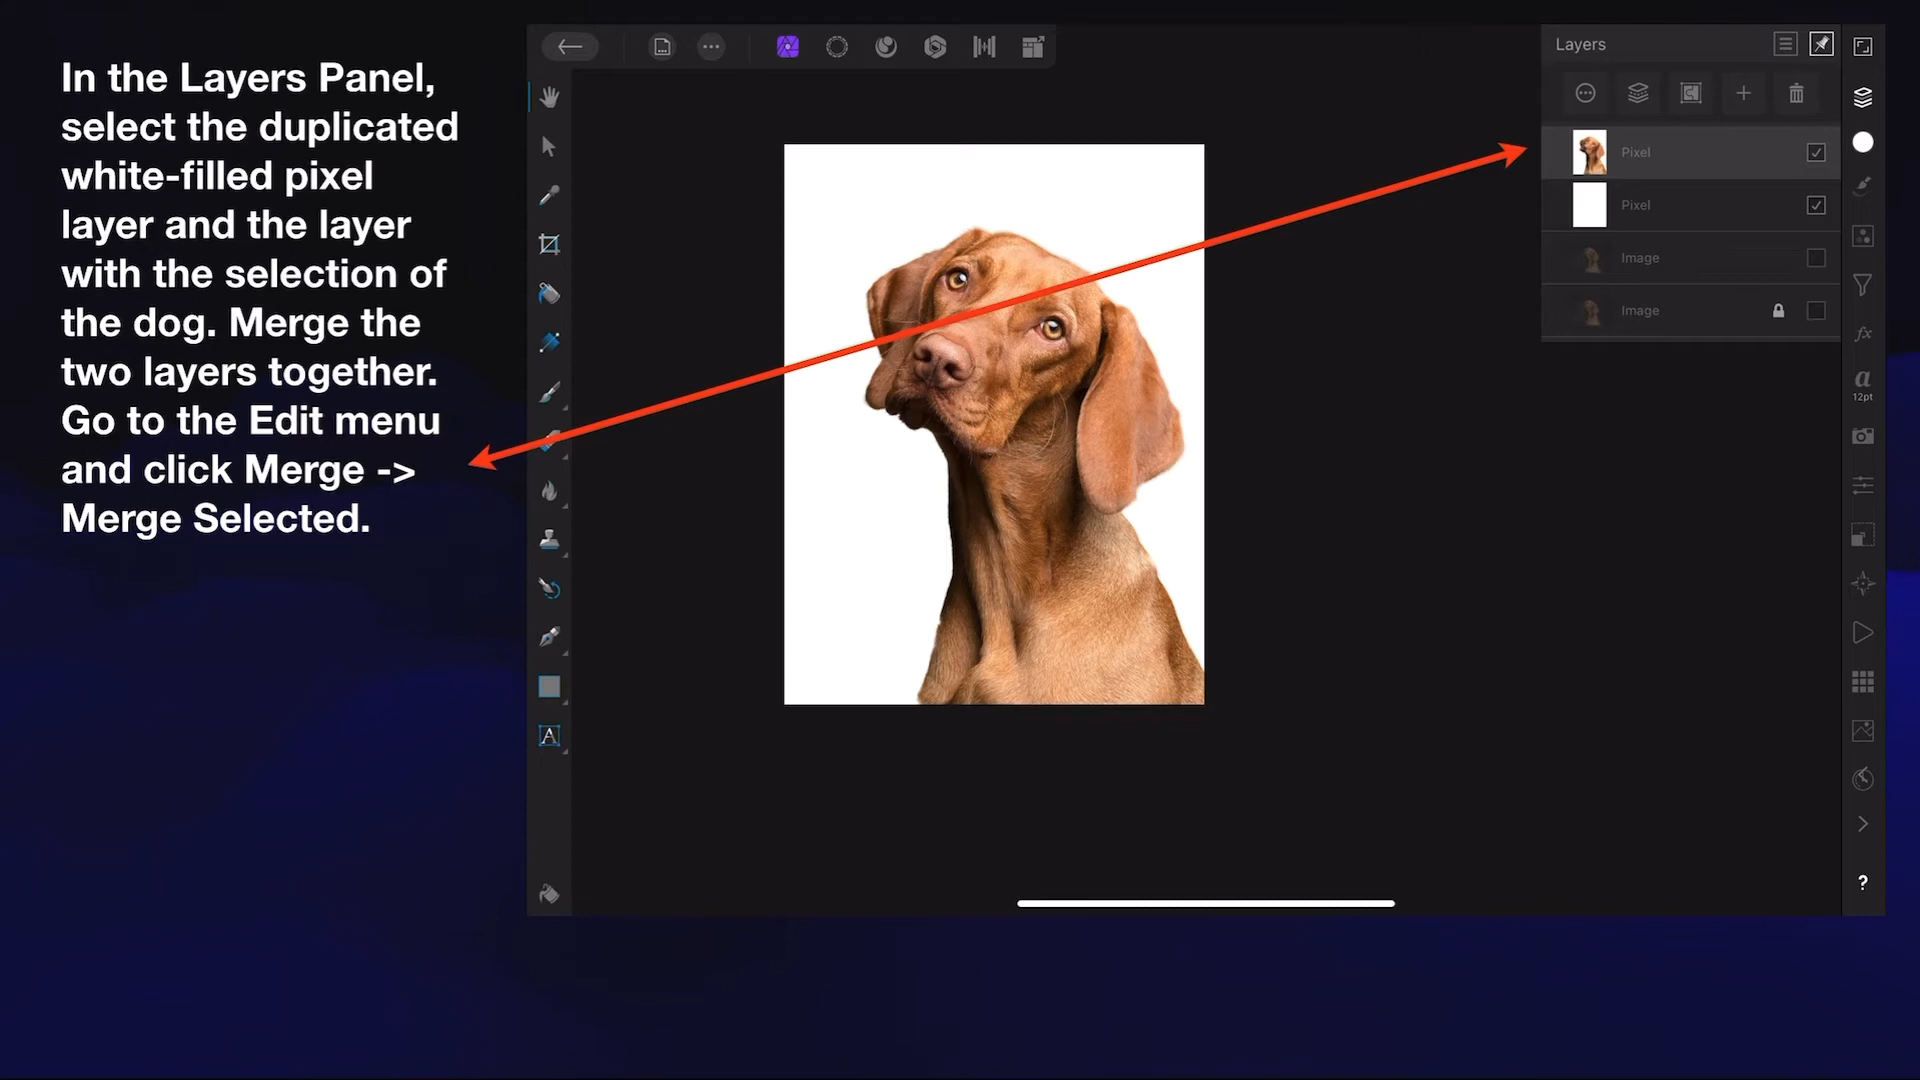 In the Layers Panel,
select the duplicated
white-filled pixel
layer and the layer
with the selection of
the dog. Merge the
two layers together.
Go to the Edit menu
and click Merge ->
Merge Selected.
Layers
Pixel
Pixel
Image
Image
fx
a
12pt
A
?